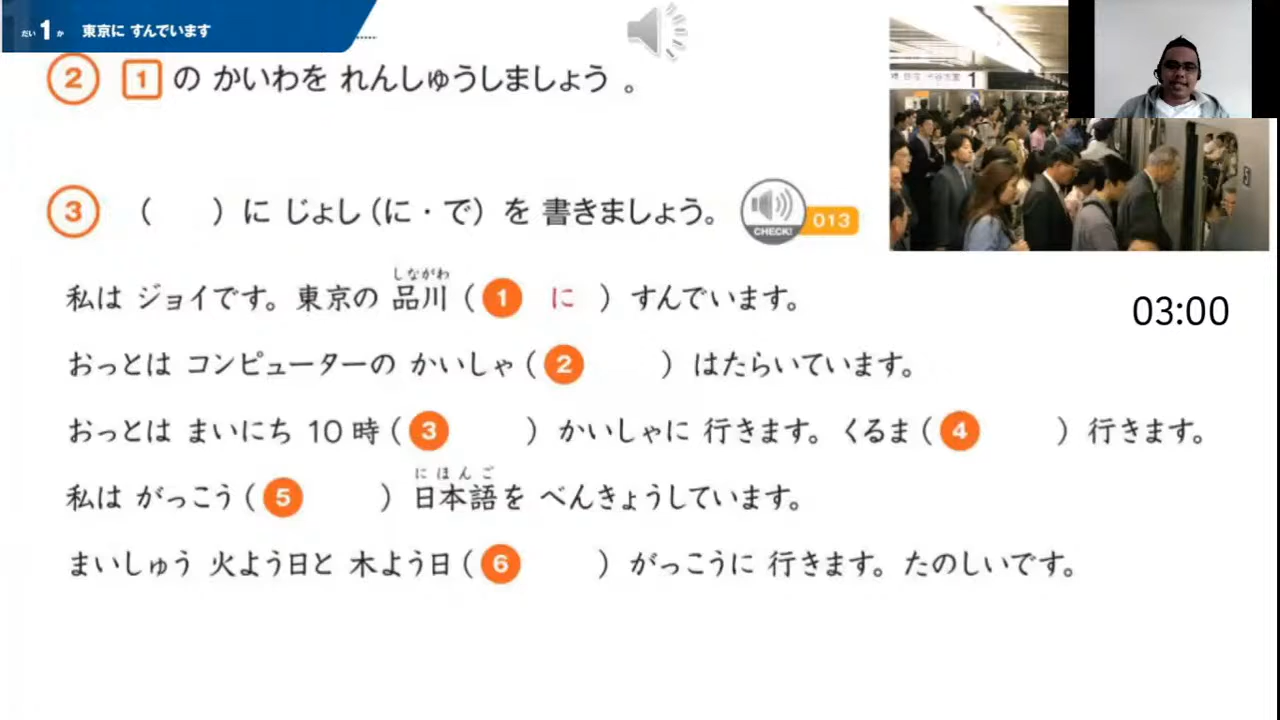 だい1か 東京に すんでいます
2 1 の かいわを れんしゅうしましょう 。
3 ( ) に じょし(に・で) を 書きましょう。 CHECK! 013
しながわ
私は ジョイです。 東京の 品川 ( 1 に ) すんでいます。
03:00
おっとは コンピューターの かいしゃ ( 2 ) はたらいています。
おっとは まいにち 10 時 ( 3 ) かいしゃに 行きます。 くるま ( 4 ) 行きます。
にほんご
私は がっこう ( 5 ) 日本語を べんきょうしています。
まいしゅう 火よう日と 木よう日 ( 6 ) がっこうに 行きます。 たのしいです。